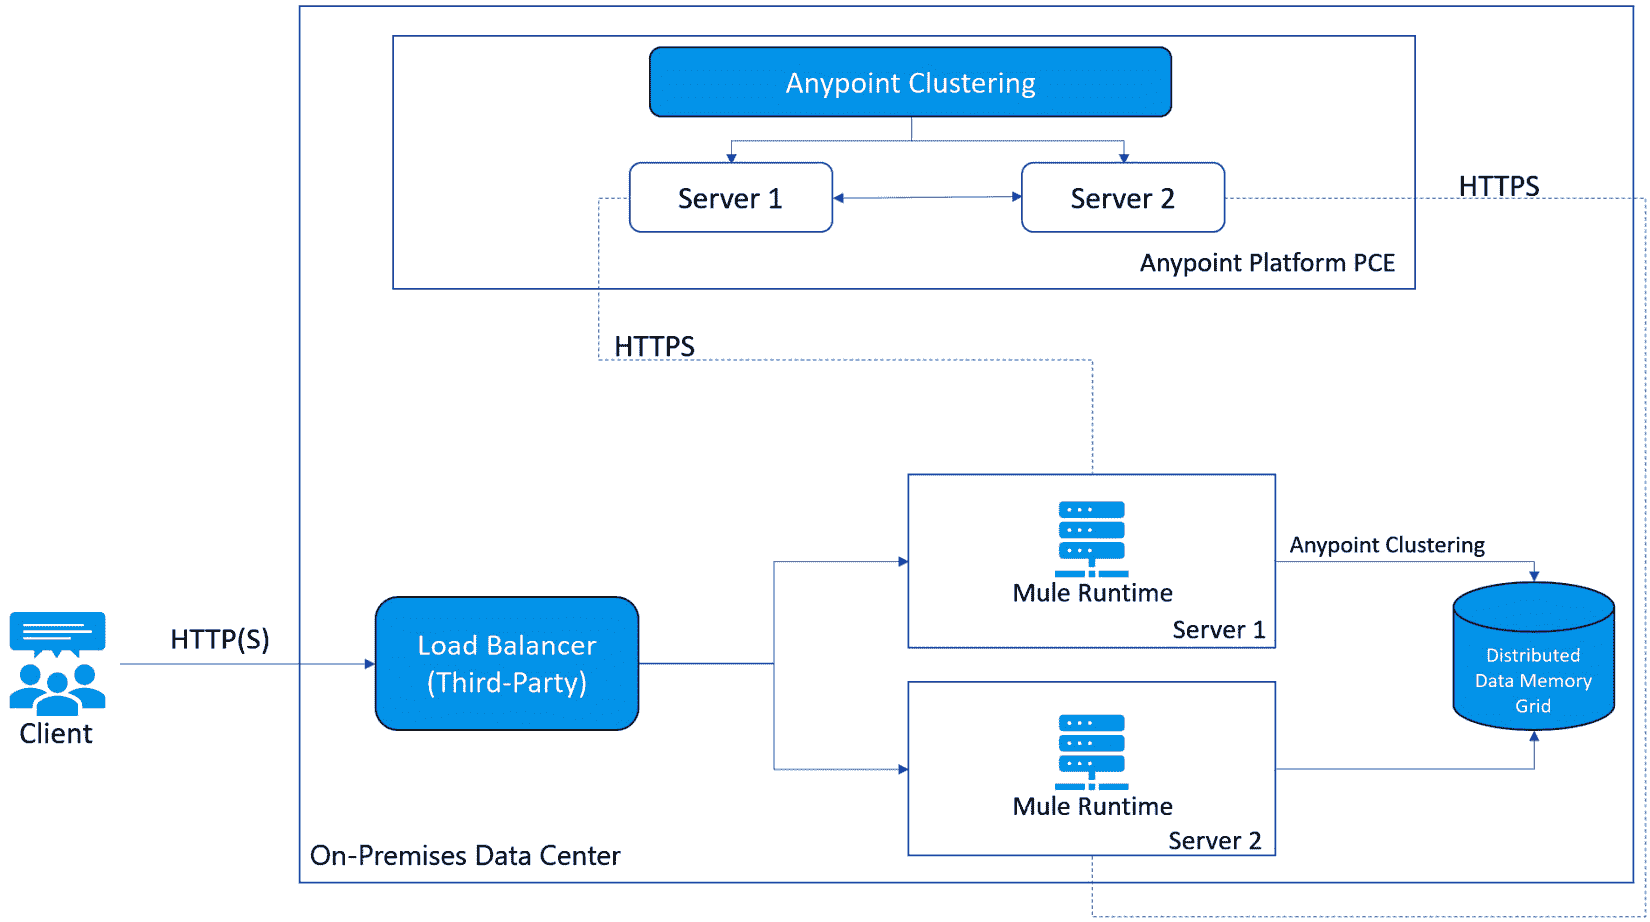 Anypoint Clustering
Server 1
Server 2
HTTPS
Anypoint Platform PCE
HTTPS
Anypoint Clustering
Mule Runtime
Server 1
HTTP(S)
Load Balancer
(Third-Party)
Distributed
Data Memory
Grid
Client
Mule Runtime
Server 2
On-Premises Data Center